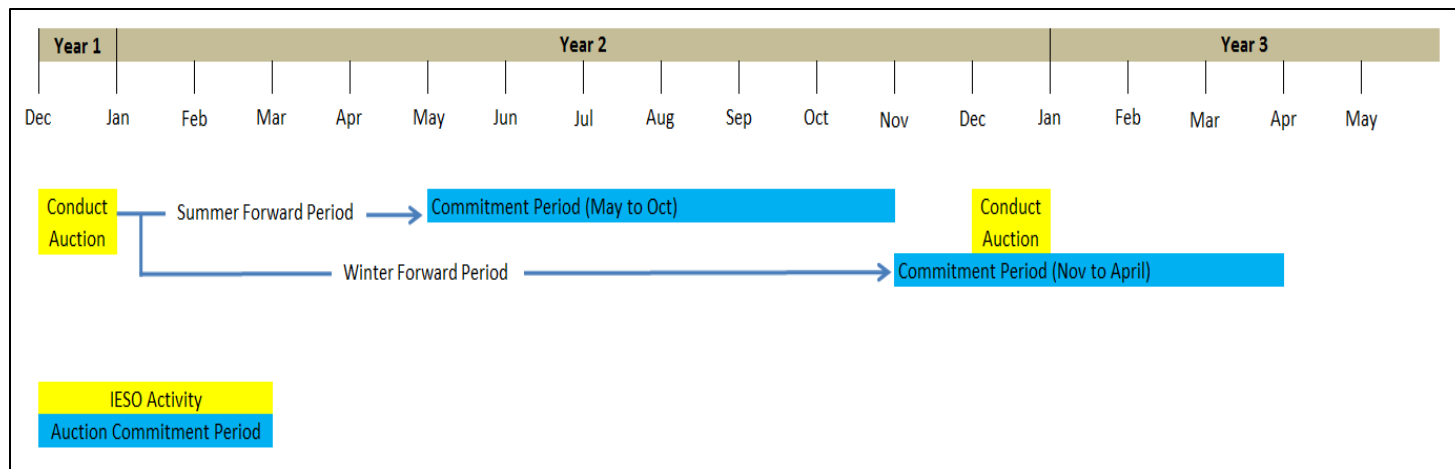 Year 1 Year 2 Year 3
Dec Jan Feb Mar Apr May Jun Jul Aug Sep Oct Nov Dec Jan Feb Mar Apr May
Conduct
Auction
Summer Forward Period
Commitment Period (May to Oct)
Conduct
Auction
Winter Forward Period
Commitment Period (Nov to April)
IESO Activity
Auction Commitment Period